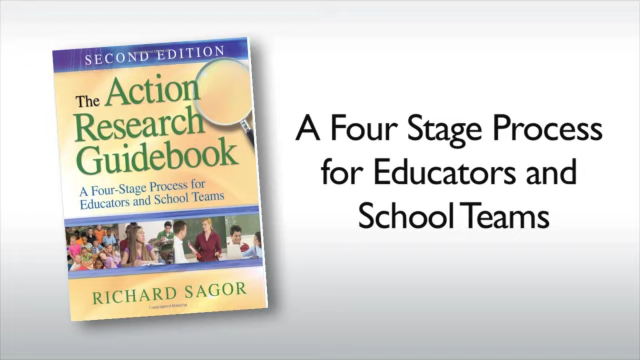 SECOND EDITION
The Action
Research
Guidebook
A Four-Stage Process for
Educators and School Teams
RICHARD SAGOR
A Four Stage Process
for Educators and
School Teams